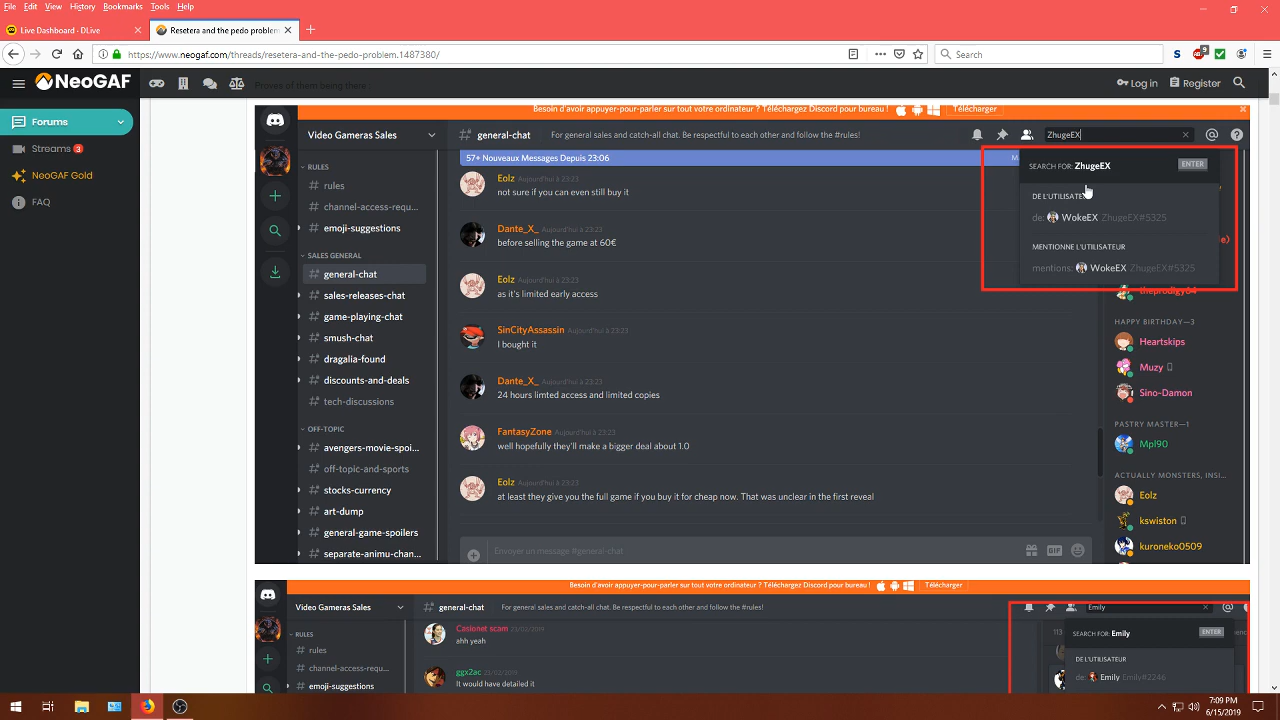 File Edit View History Bookmarks Tools Help
Live Dashboard - DLive
Resetera and the pedo problem
https://www.neogaf.com/threads/resetera-and-the-pedo-problem.1487380/
Search
9
NeoGAF
Proves of them being there
Log in
Register
Forums
Streams 3
NeoGAF Gold
FAQ
Besoin d'avoir appuyer-pour-parler sur tout votre ordinateur ? Téléchargez Discord pour bureau !
Télécharger
Video Gameras Sales
general-chat
For general sales and catch-all chat. Be respectful to each other and follow the #rules!
ZhugeEX
57+ Nouveaux Messages Depuis 23:06
RULES
rules
channel-access-requ...
emoji-suggestions
SALES GENERAL
general-chat
sales-releases-chat
game-playing-chat
smush-chat
dragalia-found
discounts-and-deals
tech-discussions
OFF-TOPIC
avengers-movie-spoi...
off-topic-and-sports
stocks-currency
art-dump
general-game-spoilers
separate-animu-chan...
Eolz Aujourd'hui à 23:23
not sure if you can even still buy it
Dante_X_ Aujourd'hui à 23:23
before selling the game at 60€
Eolz Aujourd'hui à 23:23
as it's limited early access
SinCityAssassin Aujourd'hui à 23:23
I bought it
Dante_X_ Aujourd'hui à 23:23
24 hours limted access and limited copies
FantasyZone Aujourd'hui à 23:23
well hopefully they'll make a bigger deal about 1.0
Eolz Aujourd'hui à 23:23
at least they give you the full game if you buy it for cheap now. That was unclear in the first reveal
Envoyer un message #general-chat
GIF
SEARCH FOR: ZhugeEX
ENTER
DE L'UTILISATE
de: WokeEX ZhugeEX#5325
MENTIONNE L'UTILISATEUR
mentions: WokeEX ZhugeEX#5325
theprodigy84
HAPPY BIRTHDAY—3
Heartskips
Muzy
Sino-Damon
PASTRY MASTER—1
Mpl90
ACTUALLY MONSTERS, INSI...
Eolz
kswiston
kuroneko0509
Besoin d'avoir appuyer-pour-parler sur tout votre ordinateur ? Téléchargez Discord pour bureau !
Télécharger
Video Gameras Sales
general-chat
For general sales and catch-all chat. Be respectful to each other and follow the #rules!
Emily
RULES
rules
channel-access-requ...
emoji-suggestions
Caslonet scam 23/02/2019
ahh yeah
ggx2ac 23/02/2019
It would have detailed it
113
SEARCH FOR: Emily
ENTER
DE L'UTILISATEUR
de: Emily Emily#2246
7:09 PM
6/15/2019